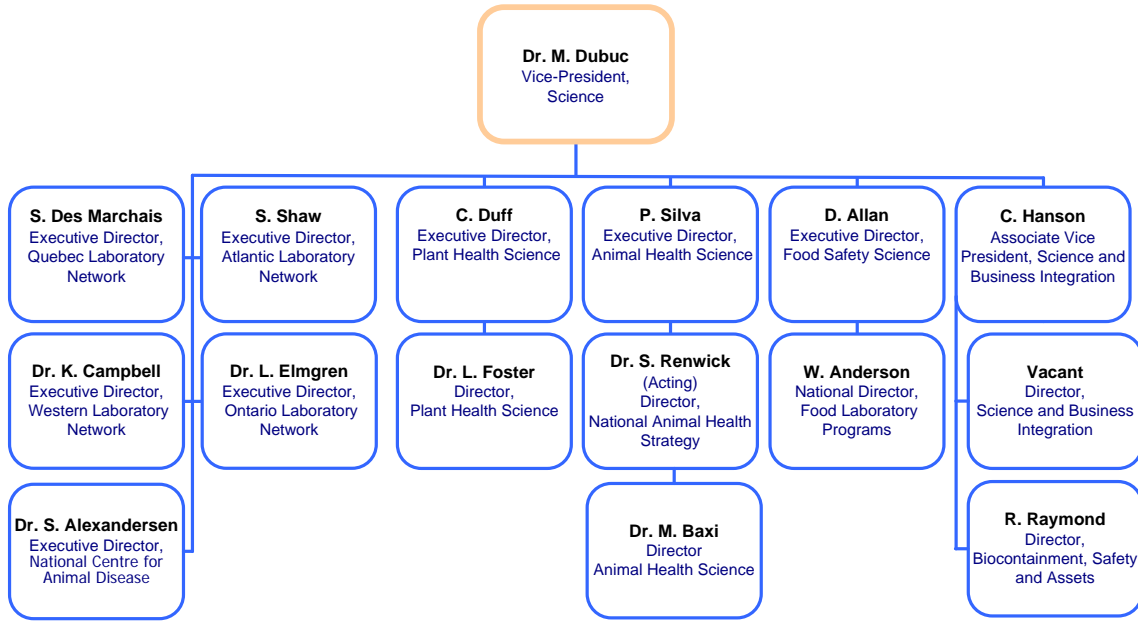 Dr. M. Dubuc
Vice-President,
Science
S. Des Marchais
Executive Director,
Quebec Laboratory
Network
S. Shaw
Executive Director,
Atlantic Laboratory
Network
C. Duff
Executive Director,
Plant Health Science
P. Silva
Executive Director,
Animal Health Science
D. Allan
Executive Director,
Food Safety Science
C. Hanson
Associate Vice
President, Science and
Business Integration
Dr. K. Campbell
Executive Director,
Western Laboratory
Network
Dr. L. Elmgren
Executive Director,
Ontario Laboratory
Network
Dr. L. Foster
Director,
Plant Health Science
Dr. S. Renwick
(Acting)
Director,
National Animal Health
Strategy
W. Anderson
National Director,
Food Laboratory
Programs
Vacant
Director,
Science and Business
Integration
Dr. S. Alexandersen
Executive Director,
National Centre for
Animal Disease
Dr. M. Baxi
Director
Animal Health Science
R. Raymond
Director,
Biocontainment, Safety
and Assets